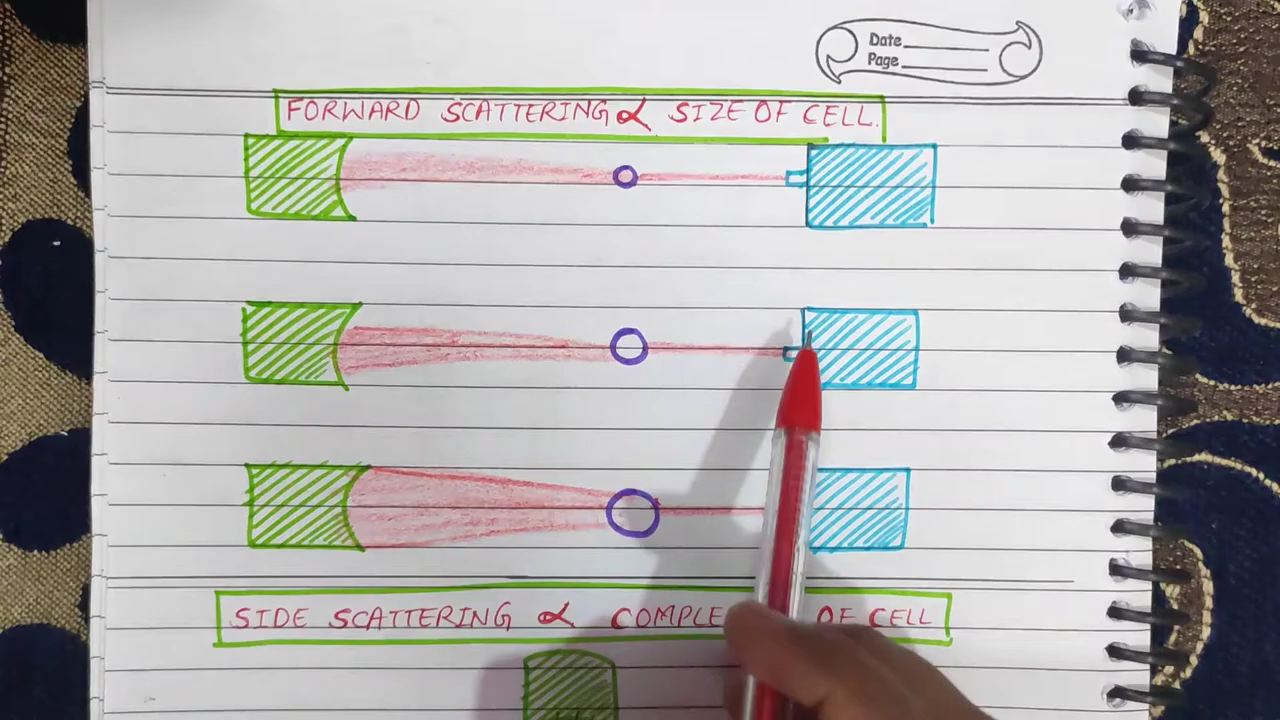 Date
Page
FORWARD SCATTERING ∝ SIZE OF CELL.
SIDE SCATTERING ∝ COMPLE OF CELL